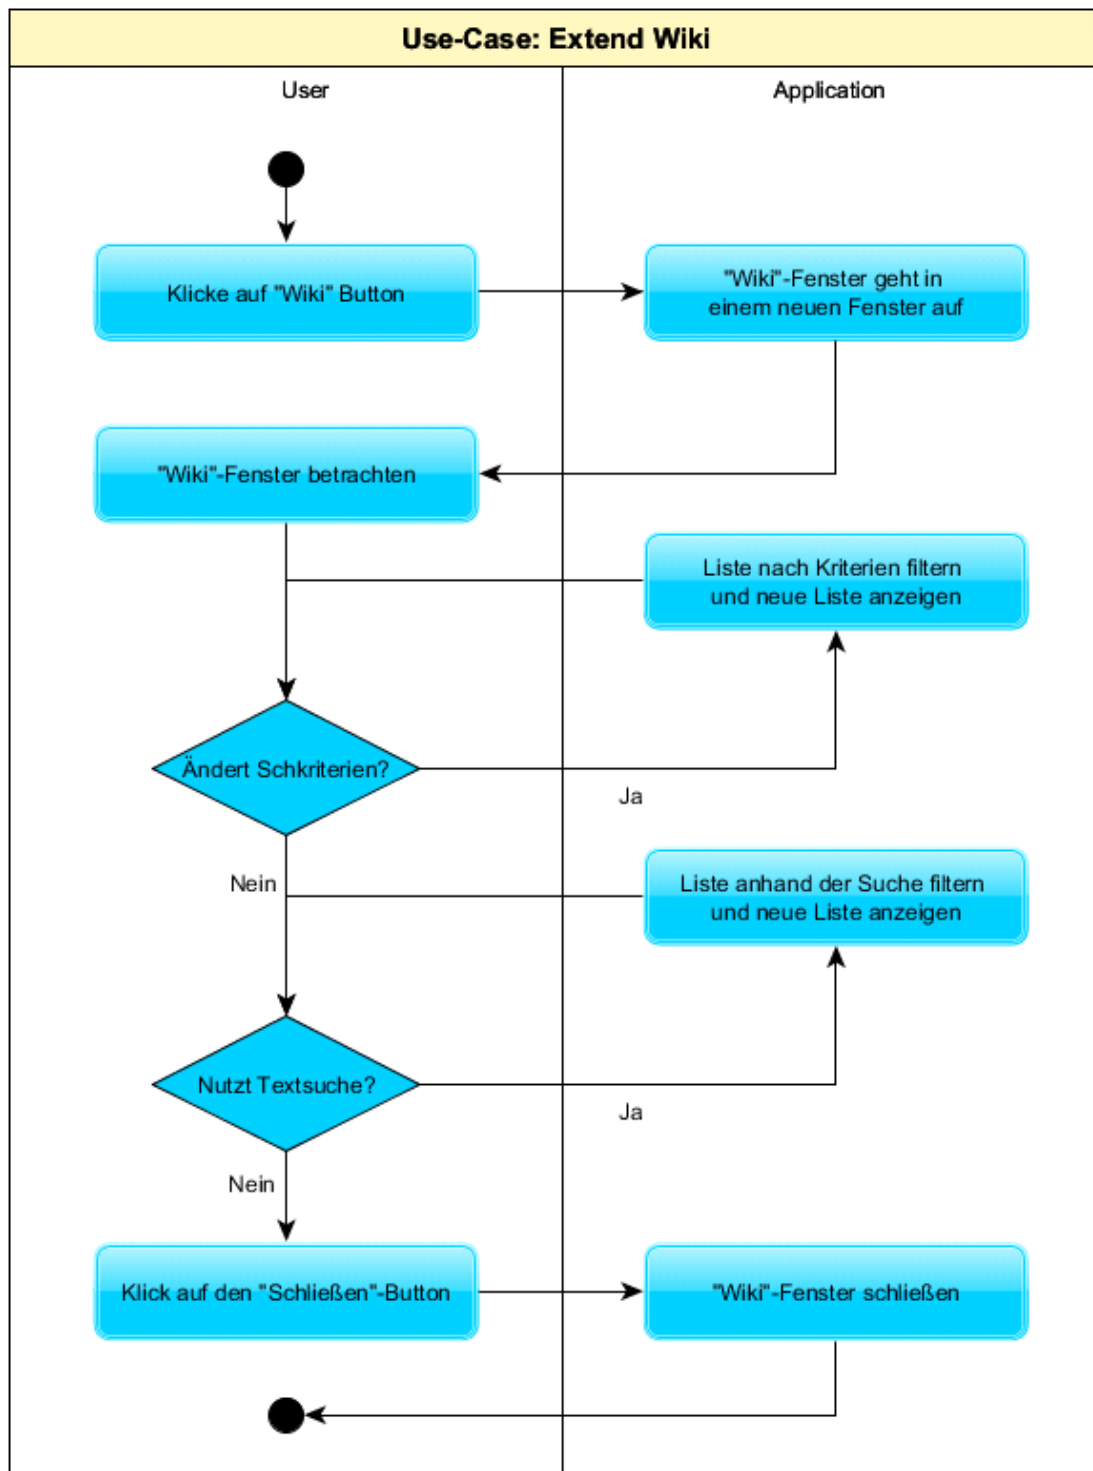 Use-Case: Extend Wiki
User
Application
Klicke auf "Wiki" Button
"Wiki"-Fenster geht in
einem neuen Fenster auf
"Wiki"-Fenster betrachten
Liste nach Kriterien filtern
und neue Liste anzeigen
Ändert Schkriterien?
Ja
Nein
Liste anhand der Suche filtern
und neue Liste anzeigen
Nutzt Textsuche?
Ja
Nein
Klick auf den "Schließen"-Button
"Wiki"-Fenster schließen